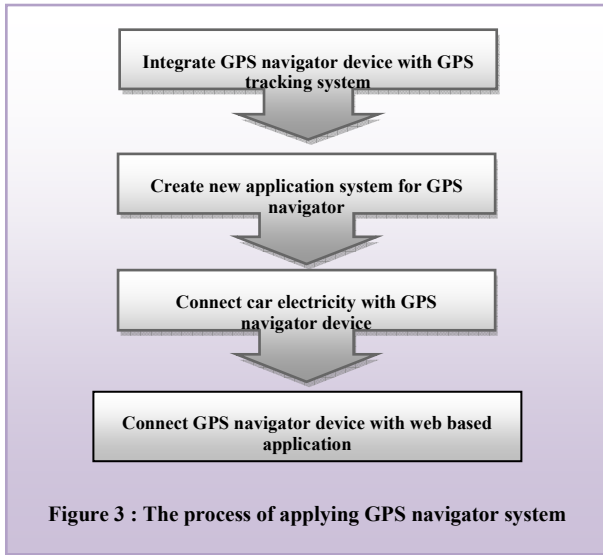 Integrate GPS navigator device with GPS
tracking system
Create new application system for GPS
navigator
Connect car electricity with GPS
navigator device
Connect GPS navigator device with web based
application
Figure 3 : The process of applying GPS navigator system